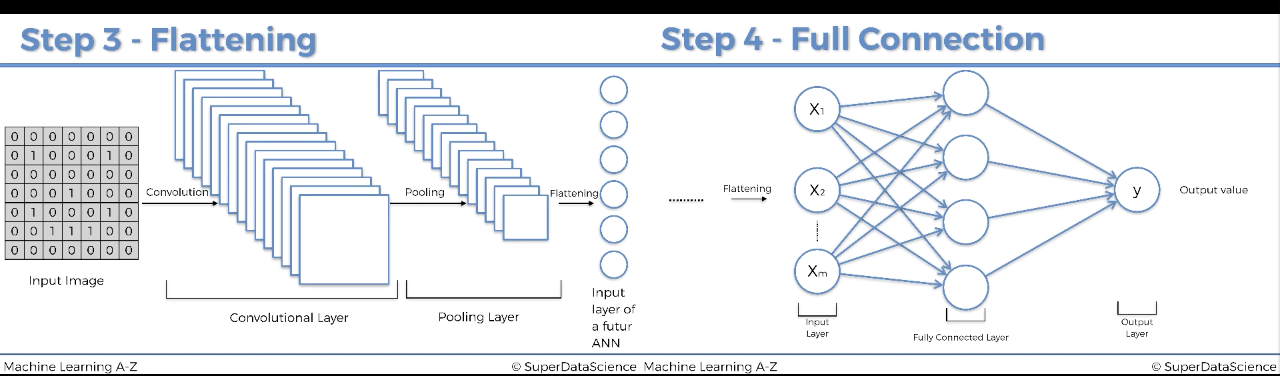 Step 3 - Flattening
0 0 0 0 0 0 0
0 1 0 0 0 1 0
0 0 0 0 0 0 0
0 0 0 1 0 0 0
0 1 0 0 0 1 0
0 0 1 1 1 0 0
0 0 0 0 0 0 0
Input Image
Convolution
Convolutional Layer
Pooling
Pooling Layer
Flattening
Input
layer of
a futur
ANN
Machine Learning A-Z
© SuperDataScience
Step 4 - Full Connection
..........
Flattening
X1
X2
Xm
Input
Layer
Fully Connected Layer
y
Output
Layer
Output value
Machine Learning A-Z
© SuperDataScience